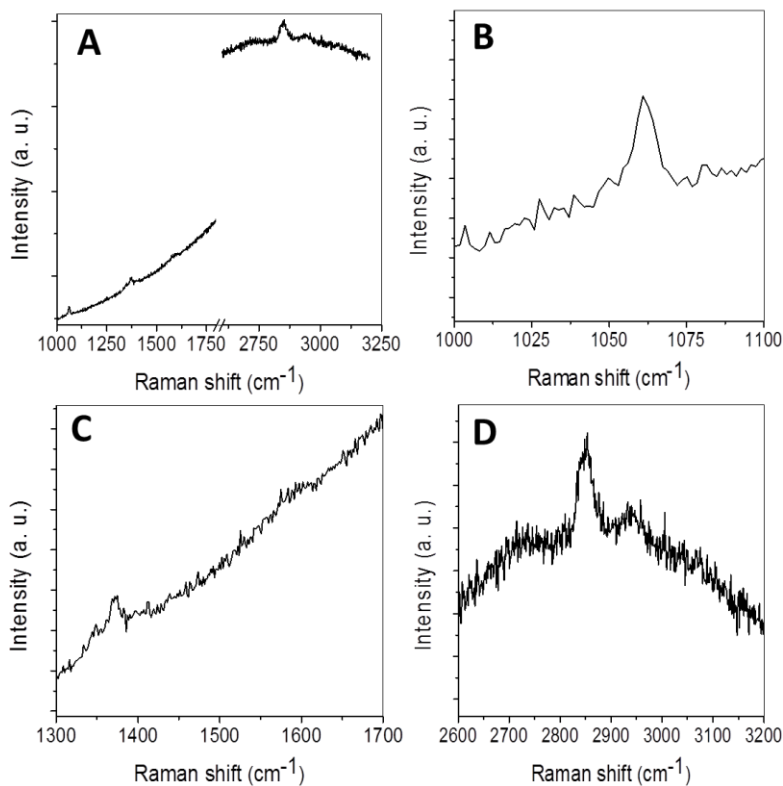 A
Intensity (a. u.)
1000 1250 1500 1750 2750 3000 3250
Raman shift (cm⁻¹)
B
Intensity (a. u.)
1000 1025 1050 1075 1100
Raman shift (cm⁻¹)
C
Intensity (a. u.)
1300 1400 1500 1600 1700
Raman shift (cm⁻¹)
D
Intensity (a. u.)
2600 2700 2800 2900 3000 3100 3200
Raman shift (cm⁻¹)